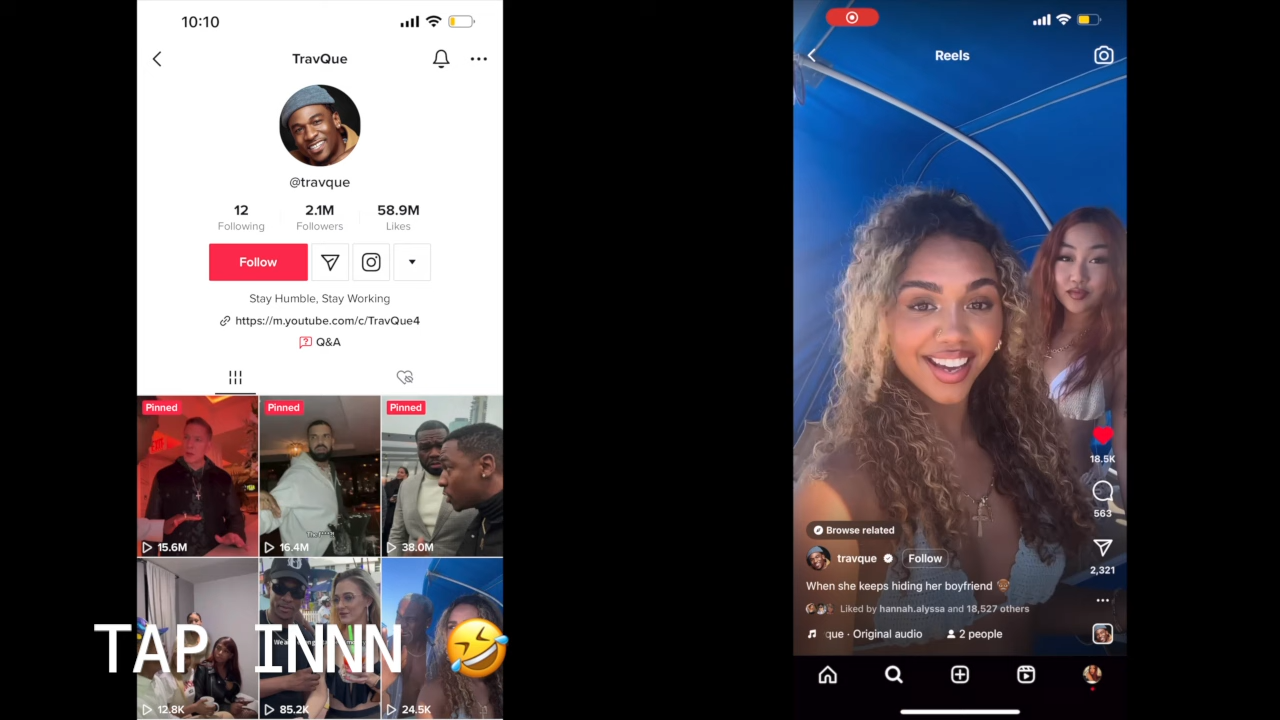 10:10
TravQue
@travque
12 2.1M 58.9M
Following Followers Likes
Follow
Stay Humble, Stay Working
https://m.youtube.com/c/TravQue4
Q&A
Pinned Pinned Pinned
15.6M 16.4M 38.0M
12.8K 85.2K 24.5K
TAP INNN 🤣
Reels
18.5K
563
2,321
Browse related
travque Follow
When she keeps hiding her boyfriend
Liked by hannah.alyssa and 18,527 others
que · Original audio 2 people